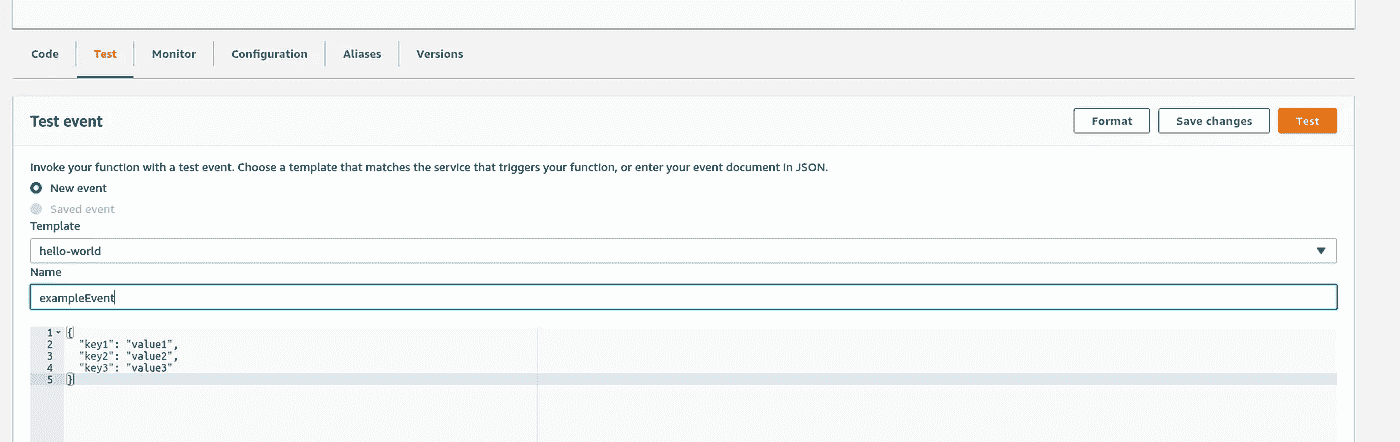 Code Test Monitor Configuration Aliases Versions
Test event Format Save changes Test
Invoke your function with a test event. Choose a template that matches the service that triggers your function, or enter your event document in JSON.
New event
Saved event
Template
hello-world
Name
exampleEvent
1 {
2 "key1": "value1",
3 "key2": "value2",
4 "key3": "value3"
5 }